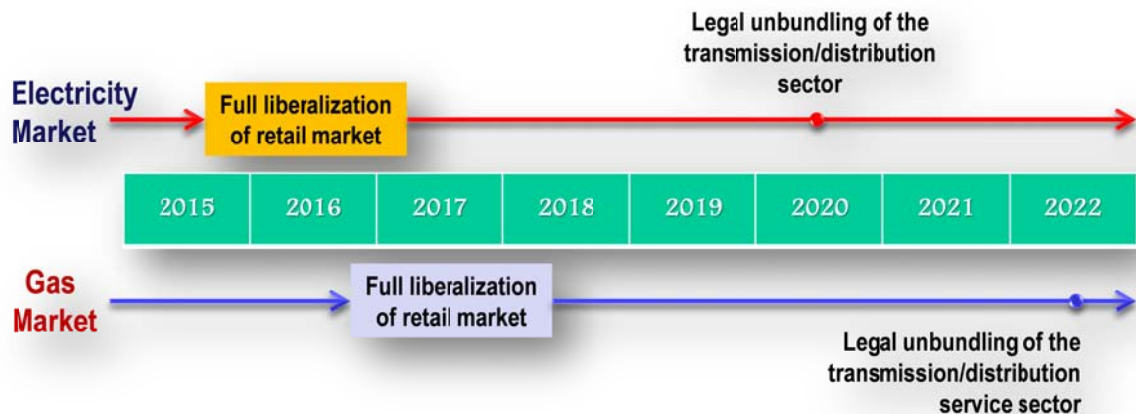 Legal unbundling of the
transmission/distribution
sector
Electricity
Market
Full liberalization
of retail market
2015 2016 2017 2018 2019 2020 2021 2022
Gas
Market
Full liberalization
of retail market
Legal unbundling of the
transmission/distribution
service sector